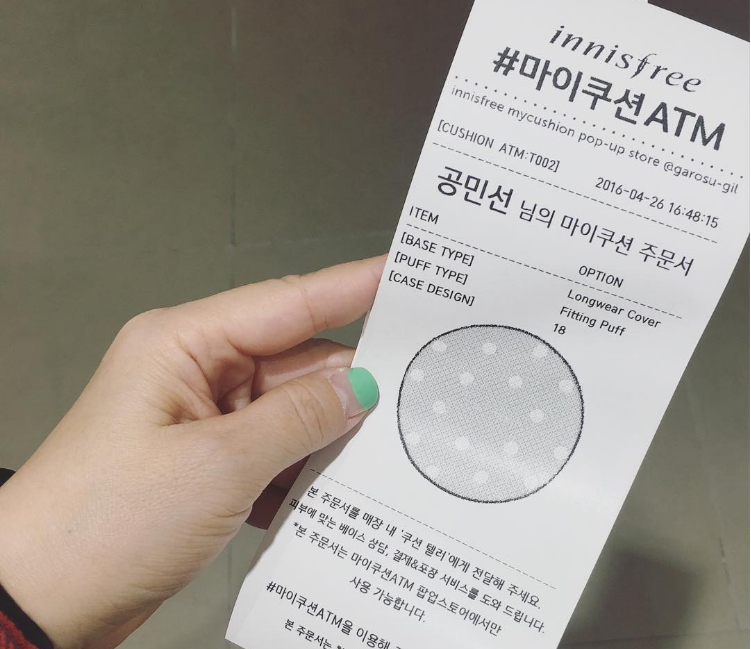 innisfree
#마이쿠션ATM
innisfree mycushion pop-up store @garosu-gil
[CUSHION ATM:T002]
2016-04-26 16:48:15
공민선 님의 마이쿠션 주문서
ITEM OPTION
[BASE TYPE] Longwear Cover
[PUFF TYPE] Fitting Puff
[CASE DESIGN] 18
본 주문서를 매장 내 '쿠션 텔러'에게 전달해 주세요.
피부에 맞는 베이스 상담, 결제&포장 서비스를 도와 드립니다.
*본 주문서는 마이쿠션ATM 팝업스토어에서만
사용 가능합니다.
#마이쿠션ATM을 이용해
본 주문서는